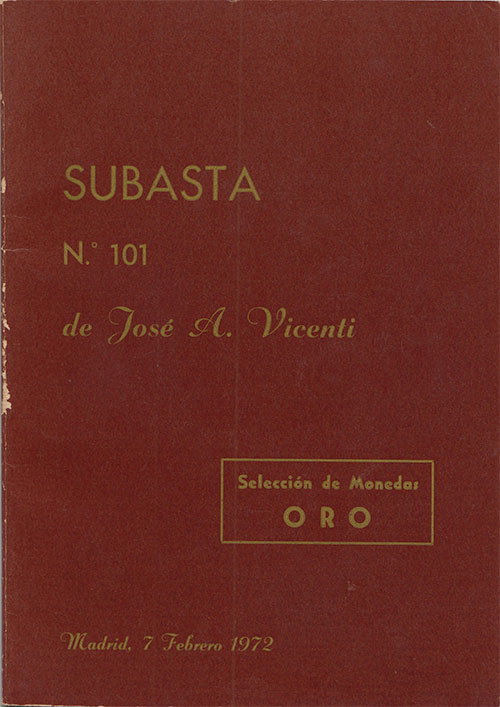 SUBASTA
N.º 101
de José A. Vicenti
Selección de Monedas
ORO
Madrid, 7 Febrero 1972